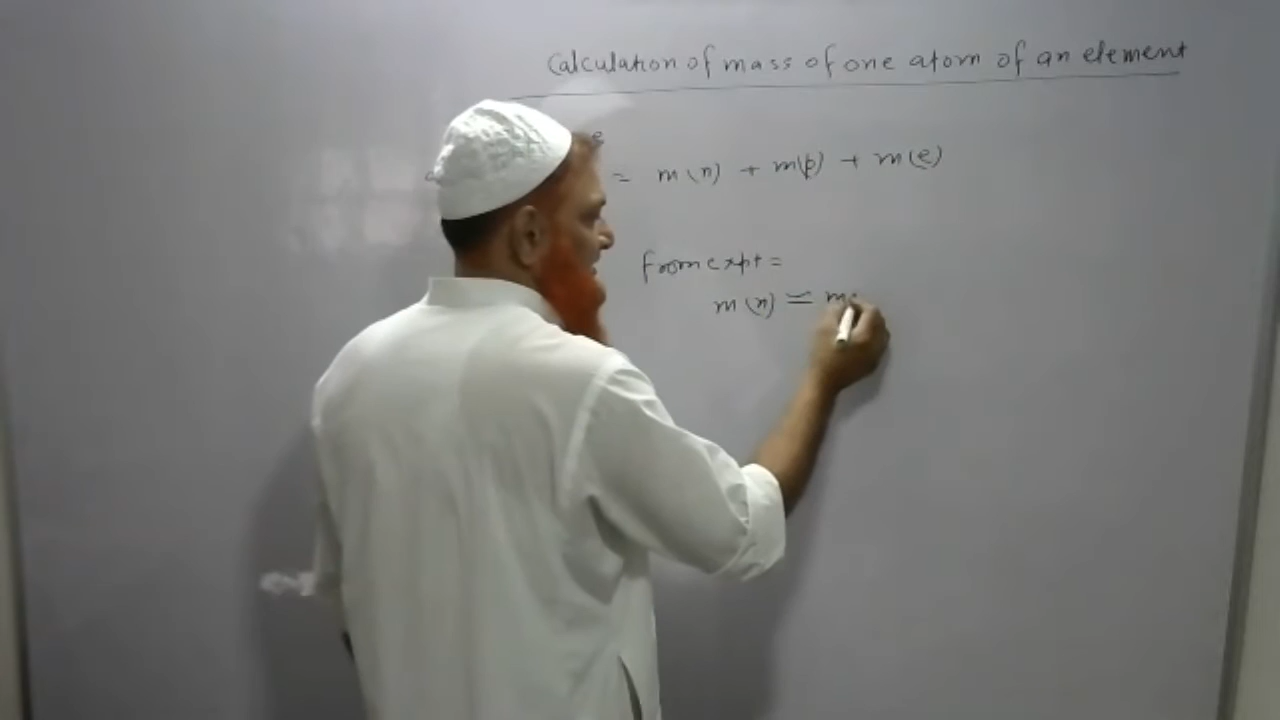 Calculation of mass of one atom of an element
= m(n) + m(p) + m(e)
from expt =
m(n) ≃ m